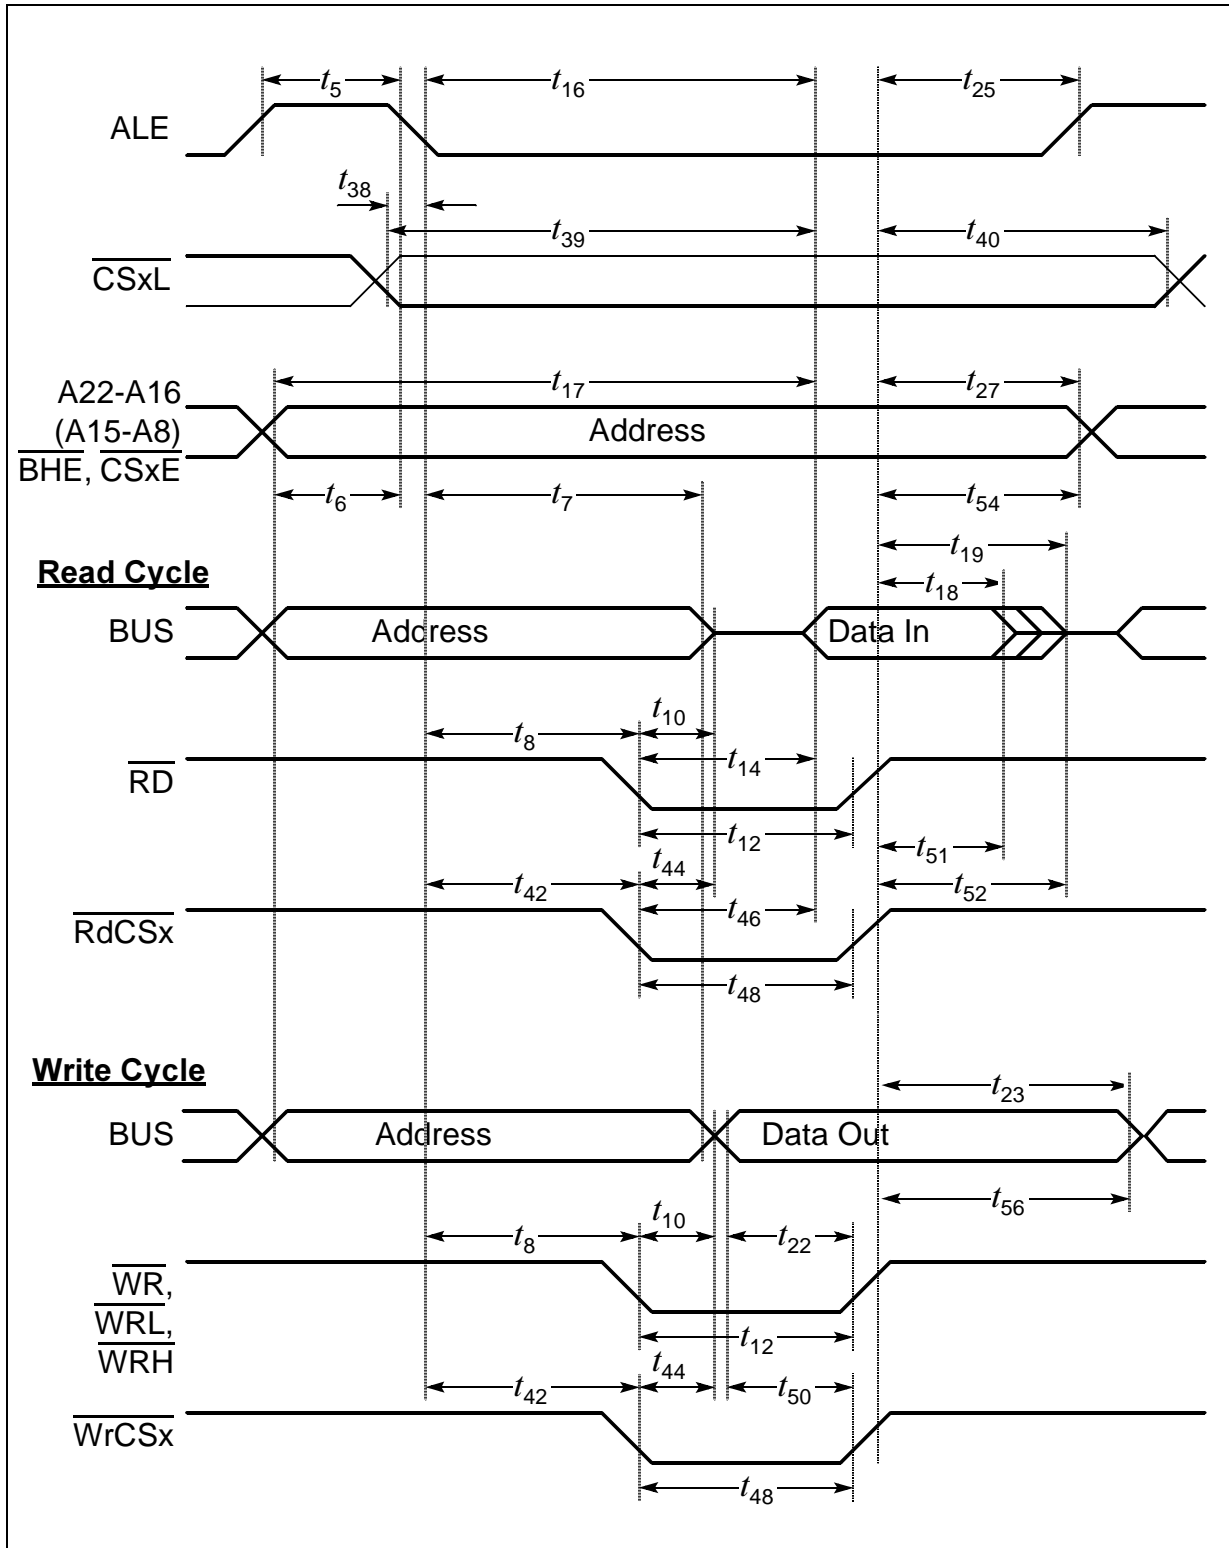 t5 t16 t25
ALE
t38
t39 t40
CSxL
A22-A16
(A15-A8)
BHE, CSxE
t17 t27
Address
t6 t7 t54
t19
Read Cycle
t18
BUS Address Data In
t10
t8
t14
RD
t12 t51
t44
t42 t52
t46
RdCSx
t48
Write Cycle
t23
BUS Address Data Out
t56
t10
t8 t22
WR,
WRL,
WRH
t12
t44
t42 t50
WrCSx
t48